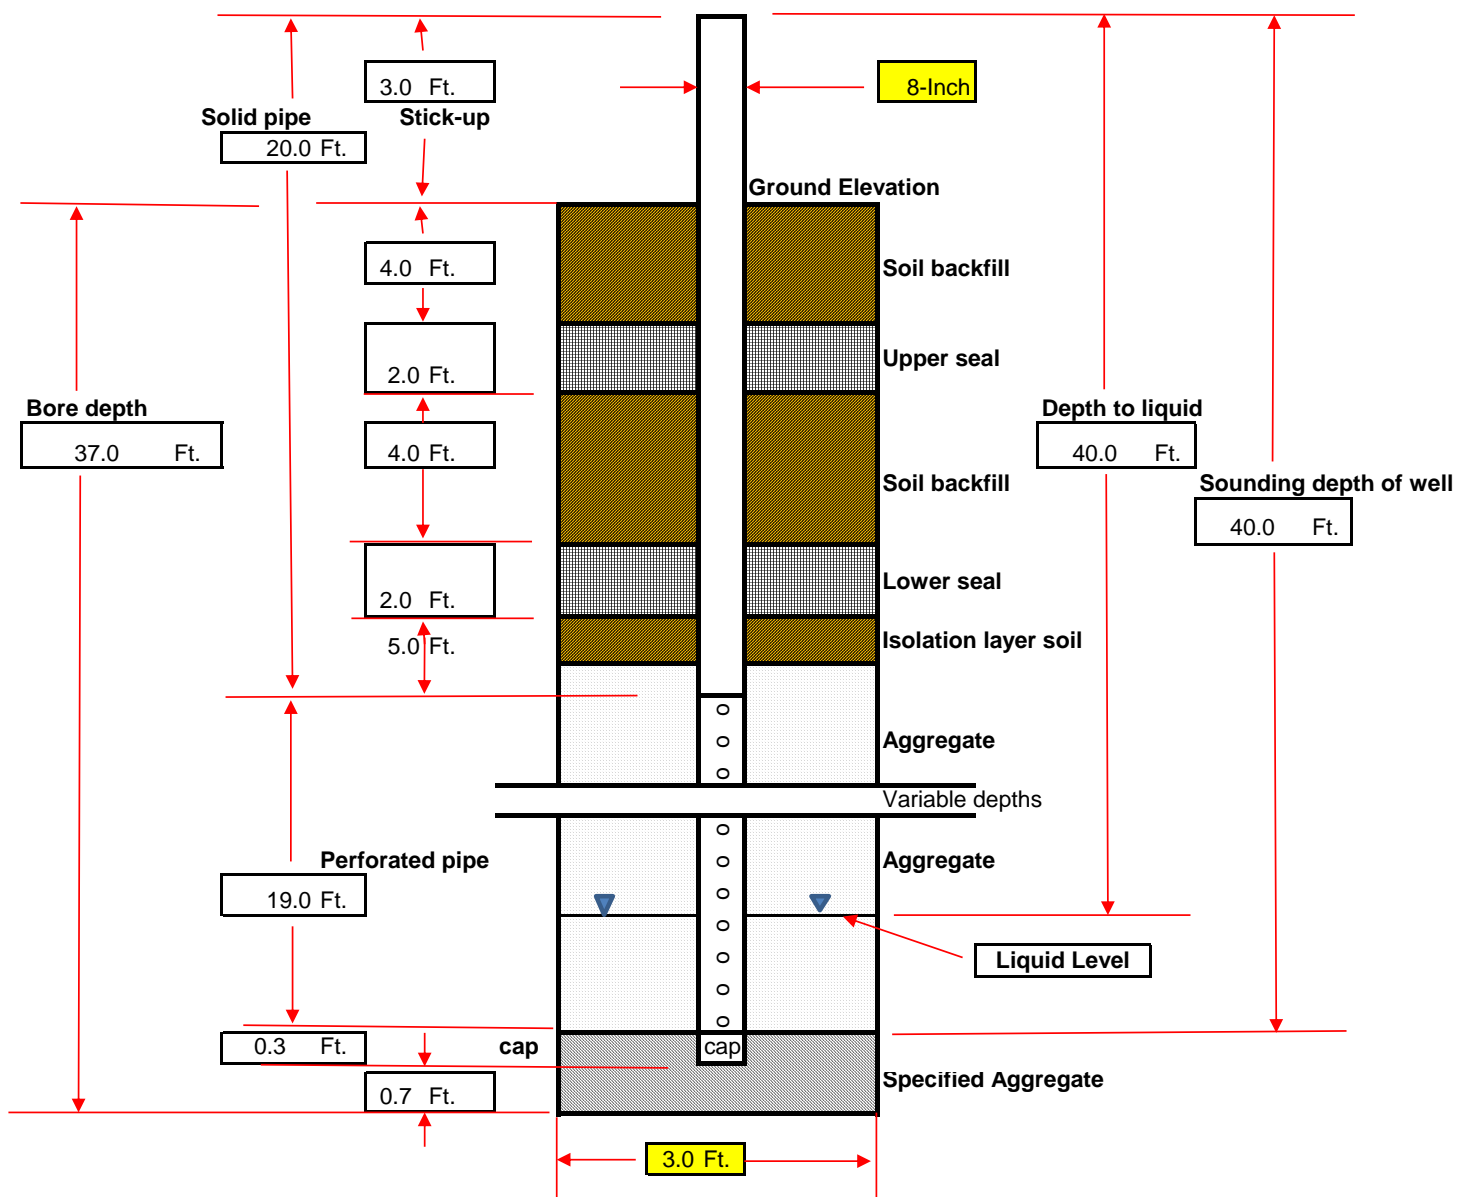 3.0 Ft.
8-Inch
Solid pipe
Stick-up
20.0 Ft.
Ground Elevation
4.0 Ft.
Soil backfill
2.0 Ft.
Upper seal
Bore depth
37.0 Ft.
4.0 Ft.
Depth to liquid
40.0 Ft.
Soil backfill
Sounding depth of well
40.0 Ft.
2.0 Ft.
Lower seal
5.0 Ft.
Isolation layer soil
o
o
Aggregate
o
Variable depths
o
Perforated pipe
o
Aggregate
19.0 Ft.
o
o
o
Liquid Level
o
o
0.3 Ft.
cap
cap
0.7 Ft.
Specified Aggregate
3.0 Ft.